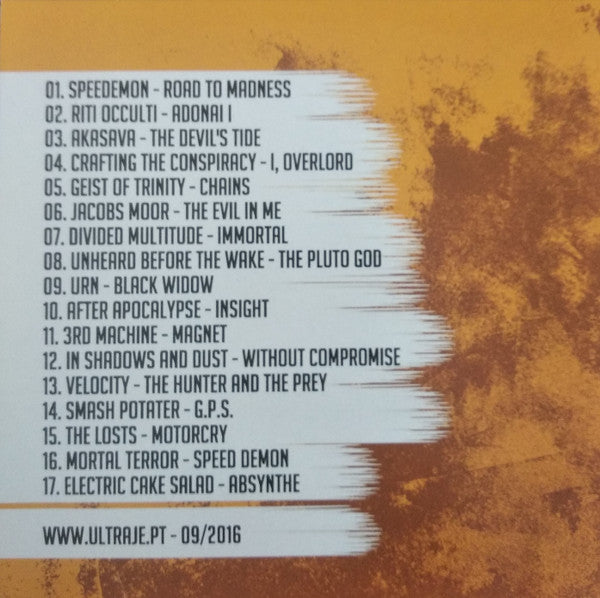 01. SPEEDEMON - ROAD TO MADNESS
02. RITI OCCULTI - ADONAI I
03. AKASAVA - THE DEVIL'S TIDE
04. CRAFTING THE CONSPIRACY - I, OVERLORD
05. GEIST OF TRINITY - CHAINS
06. JACOBS MOOR - THE EVIL IN ME
07. DIVIDED MULTITUDE - IMMORTAL
08. UNHEARD BEFORE THE WAKE - THE PLUTO GOD
09. URN - BLACK WIDOW
10. AFTER APOCALYPSE - INSIGHT
11. 3RD MACHINE - MAGNET
12. IN SHADOWS AND DUST - WITHOUT COMPROMISE
13. VELOCITY - THE HUNTER AND THE PREY
14. SMASH POTATER - G.P.S.
15. THE LOSTS - MOTORCRY
16. MORTAL TERROR - SPEED DEMON
17. ELECTRIC CAKE SALAD - ABSYNTHE
WWW.ULTRAJE.PT - 09/2016